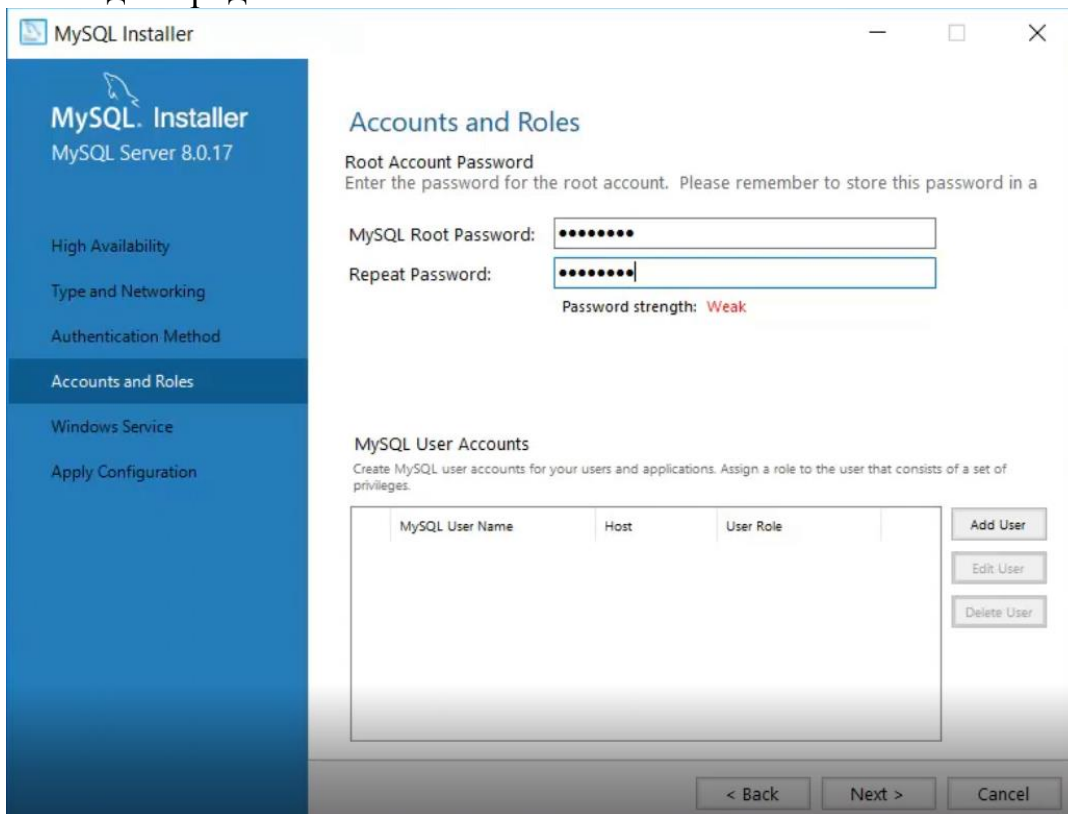 MySQL Installer
MySQL. Installer
MySQL Server 8.0.17
High Availability
Type and Networking
Authentication Method
Accounts and Roles
Windows Service
Apply Configuration
Accounts and Roles
Root Account Password
Enter the password for the root account. Please remember to store this password in a
MySQL Root Password: ••••••••
Repeat Password: ••••••••
Password strength: Weak
MySQL User Accounts
Create MySQL user accounts for your users and applications. Assign a role to the user that consists of a set of
privileges.
MySQL User Name Host User Role
Add User
Edit User
Delete User
< Back Next > Cancel